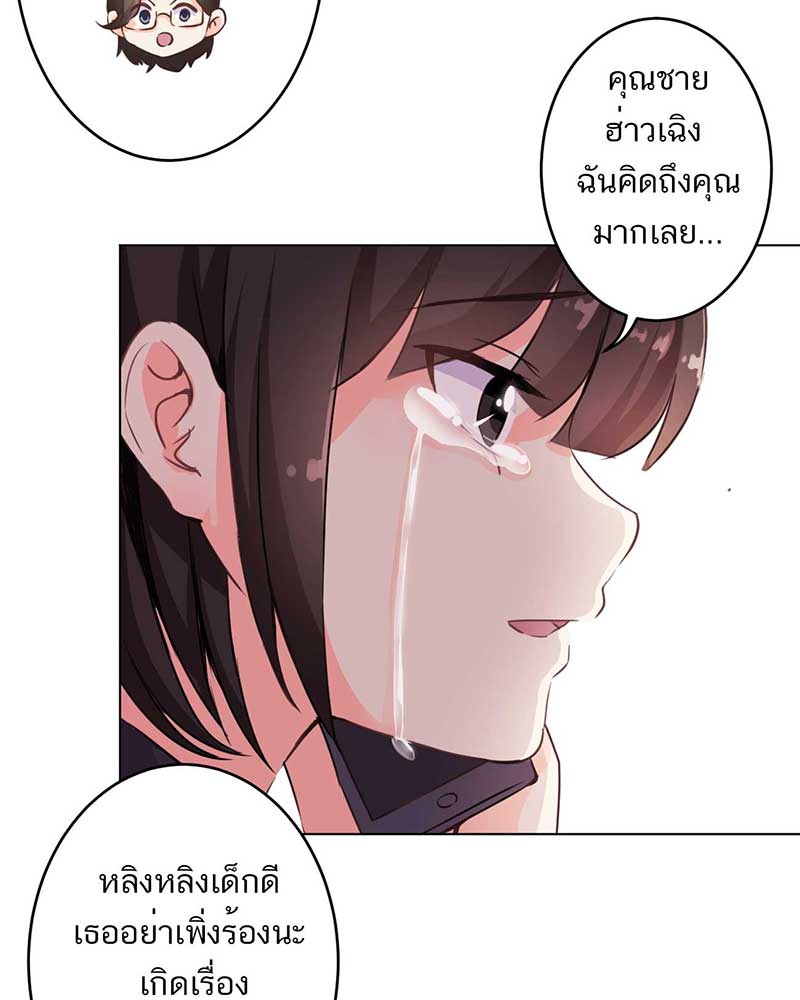 คุณชาย
ฮ่าวเฉิง
ฉันคิดถึงคุณ
มากเลย...
หลิงหลิงเด็กดี
เธออย่าเพิ่งร้องนะ
เกิดเรื่อง